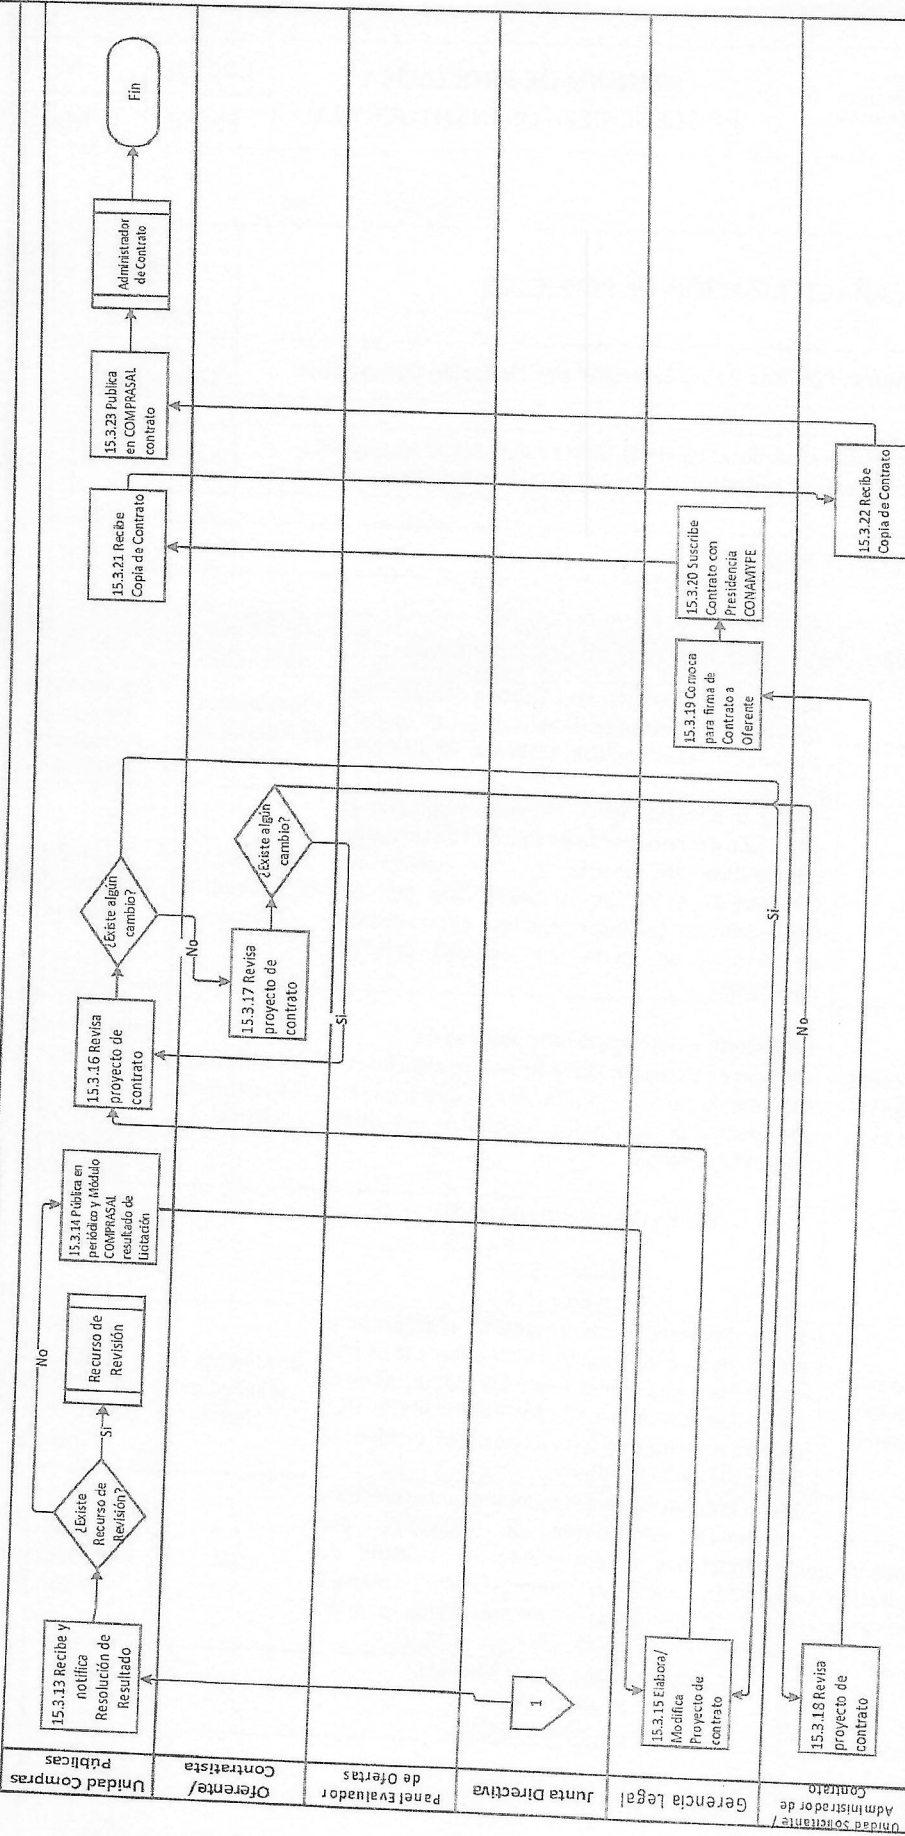 Unidad Compras
Públicas
15.3.13 Recibe y
notifica
Resolución de
Resultado
¿Existe
Recurso de
Revisión?
No
Si
Recurso de
Revisión
15.3.14 Pública en
periódico y Módulo
COMPRASAL
resultado de
Licitación
15.3.16 Revisa
proyecto de
contrato
¿Existe algún
cambio?
15.3.21 Recibe
Copia de Contrato
15.3.23 Publica
en COMPRASAL
contrato
Administrador
de Contrato
Fin
Oferente/
Contratista
No
15.3.17 Revisa
proyecto de
contrato
¿Existe algún
cambio?
Panel Evaluador
de Ofertas
Si
Junta Directiva
1
Gerencia Legal
15.3.15 Elabora/
Modifica
Proyecto de
contrato
Si
15.3.19 Convoca
para firma de
Contrato a
Oferente
15.3.20 Suscribe
Contrato con
Presidencia
CONAMYPE
Unidad Solicitante /
Administrador de
Contrato
15.3.18 Revisa
proyecto de
contrato
No
15.3.22 Recibe
Copia de Contrato